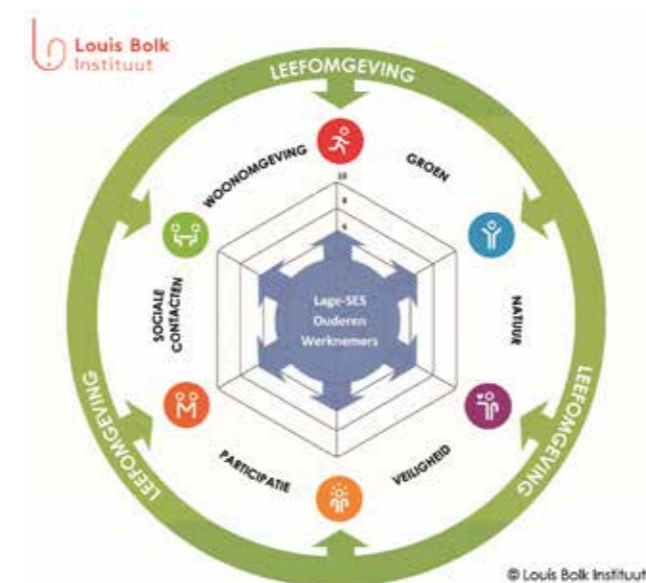 Louis Bolk
Instituut
LEEFOMGEVING
WOONOMGEVING
GROEN
10
8
6
SOCIALE
CONTACTEN
Lage-SES
Ouderen
Werknemers
NATUUR
LEEFOMGEVING
LEEFOMGEVING
PARTICIPATIE
VEILIGHEID
© Louis Bolk Instituut